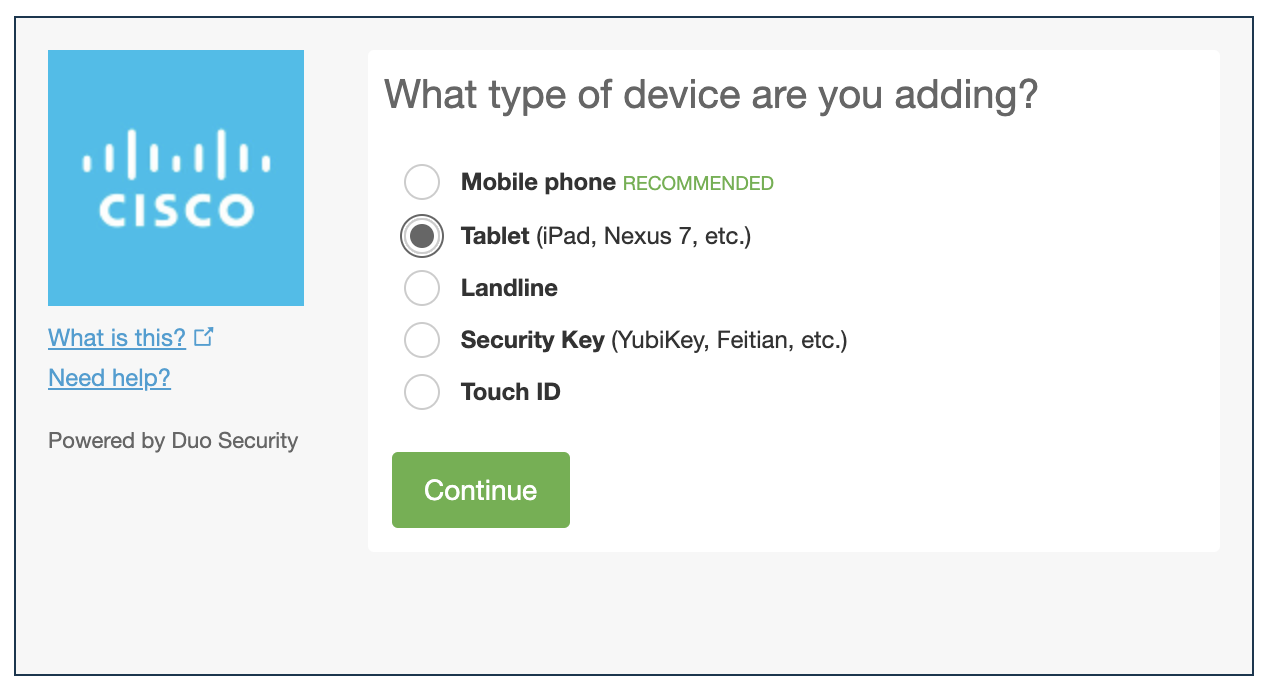 CISCO
What is this?
Need help?
Powered by Duo Security
What type of device are you adding?
Mobile phone RECOMMENDED
Tablet (iPad, Nexus 7, etc.)
Landline
Security Key (YubiKey, Feitian, etc.)
Touch ID
Continue